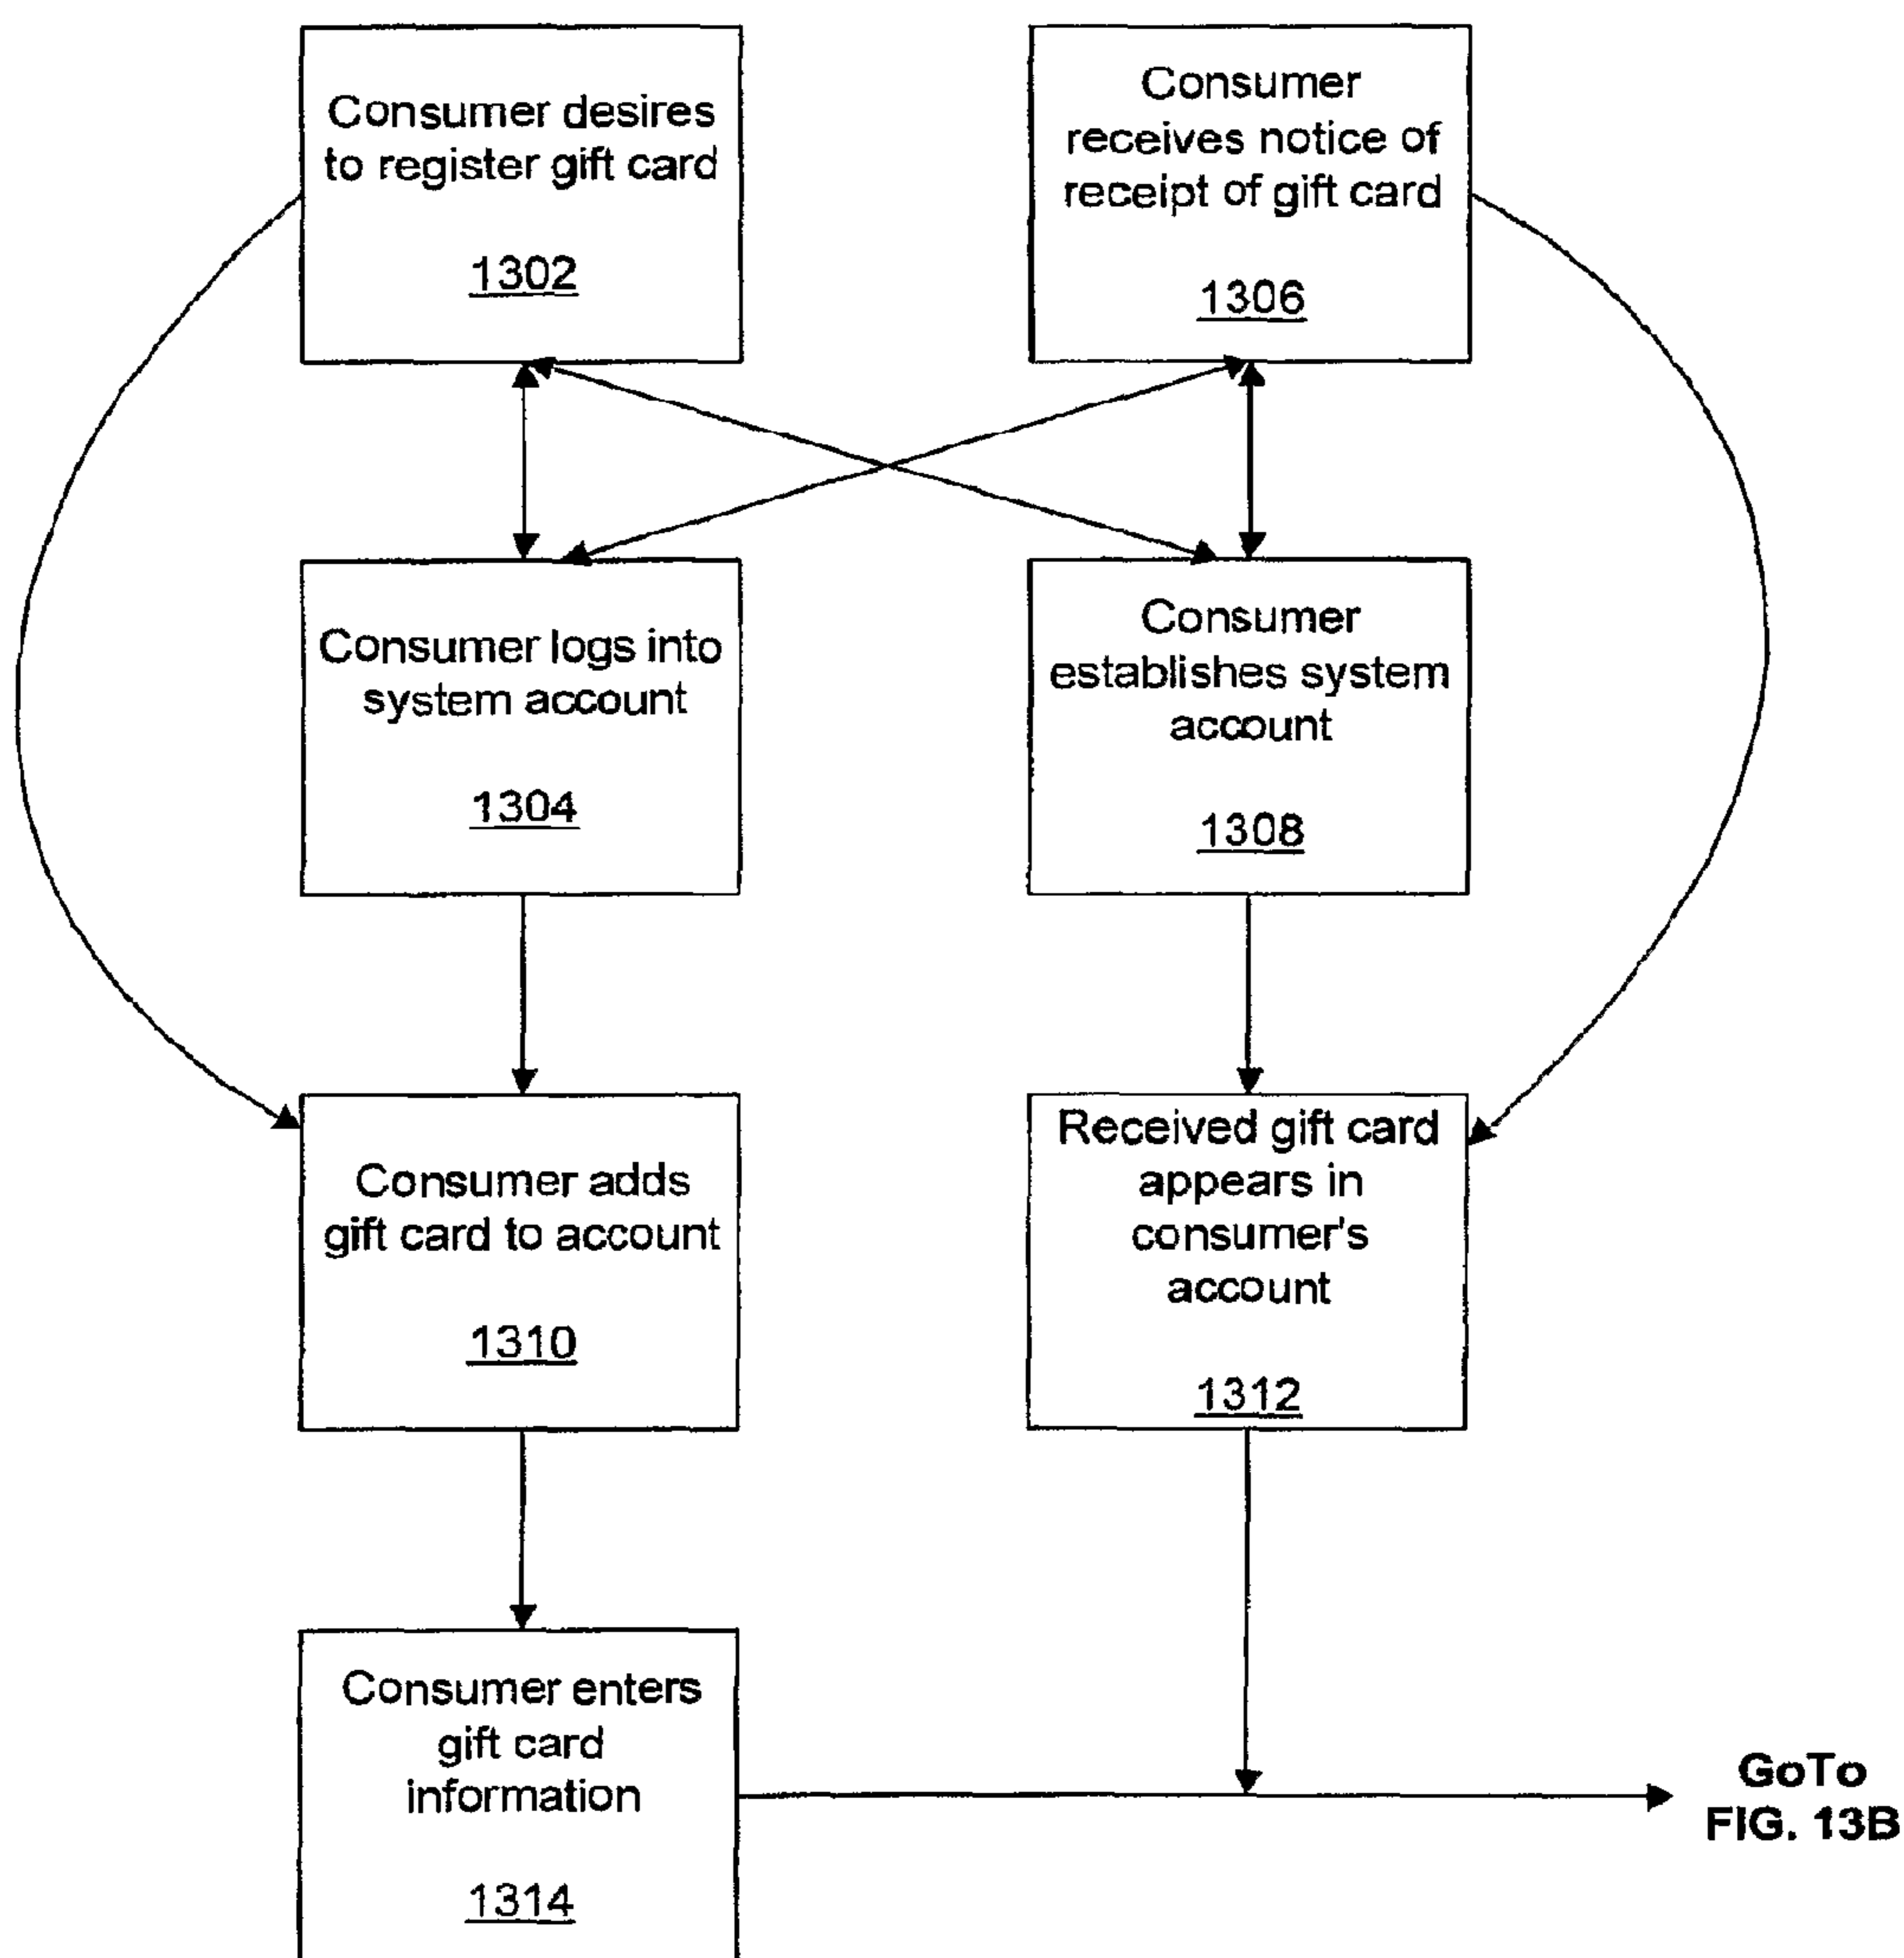 Consumer desires
to register gift card
1302
Consumer
receives notice of
receipt of gift card
1306
Consumer logs into
system account
1304
Consumer
establishes system
account
1308
Consumer adds
gift card to account
1310
Received gift card
appears in
consumer's
account
1312
Consumer enters
gift card
information
1314
GoTo
FIG. 13B